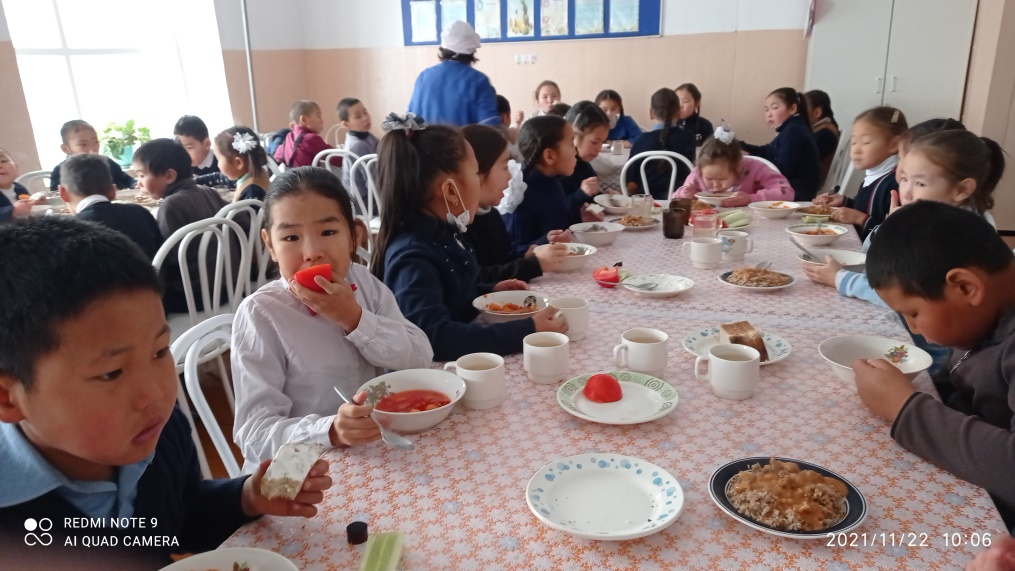 REDMI NOTE 9
AI QUAD CAMERA
2021/11/22 10:06